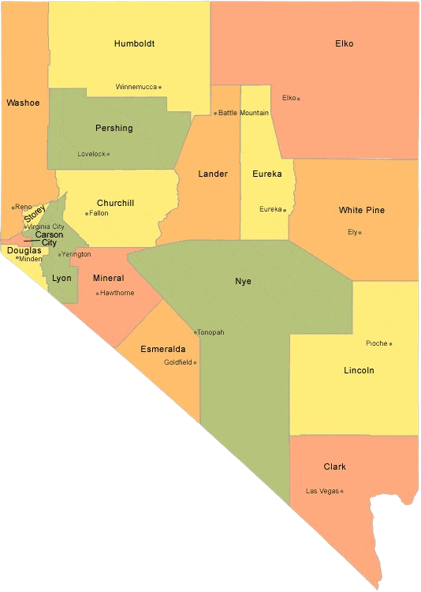 Humboldt
Elko
Winnemucca
Washoe
Elko
Battle Mountain
Pershing
Lovelock
Lander
Eureka
Churchill
Reno
Storey
Fallon
Eureka
White Pine
Virginia City
Carson
City
Ely
Douglas
Minden
Yerington
Lyon
Mineral
Nye
Hawthorne
Tonopah
Pioche
Esmeralda
Goldfield
Lincoln
Clark
Las Vegas